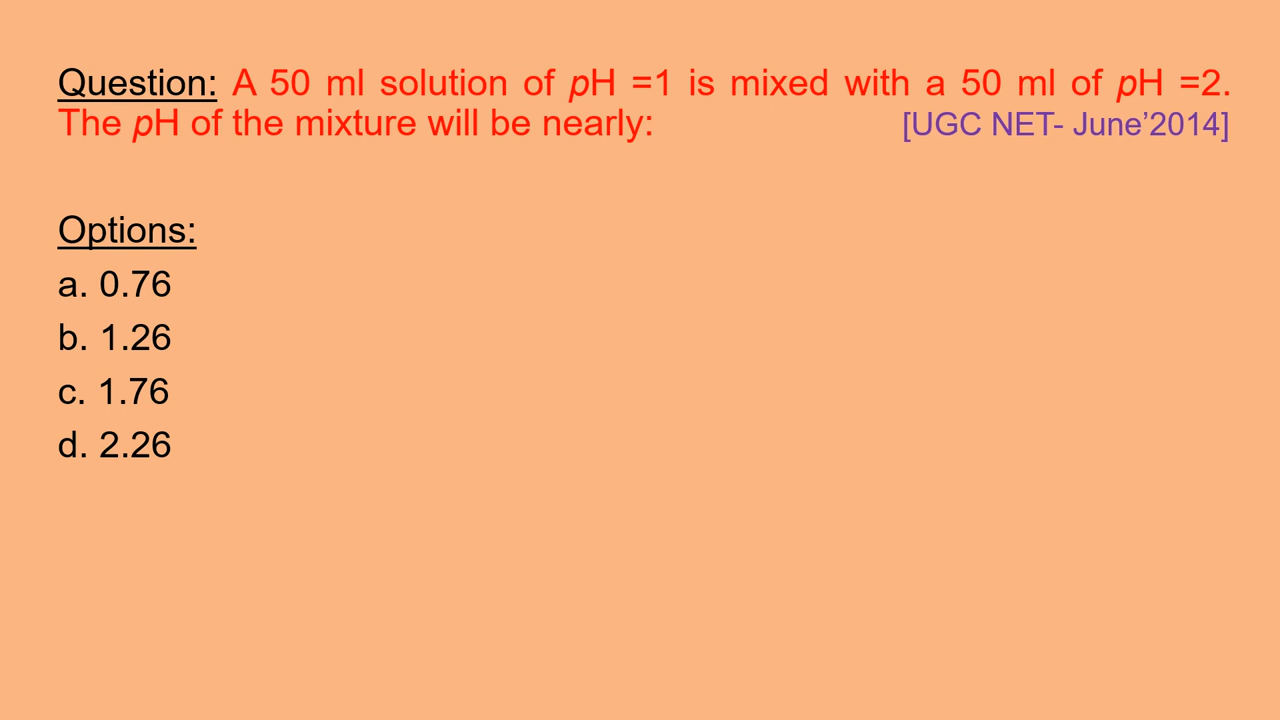 Question: A 50 ml solution of pH =1 is mixed with a 50 ml of pH =2.
The pH of the mixture will be nearly: [UGC NET- June’2014]
Options:
a. 0.76
b. 1.26
c. 1.76
d. 2.26